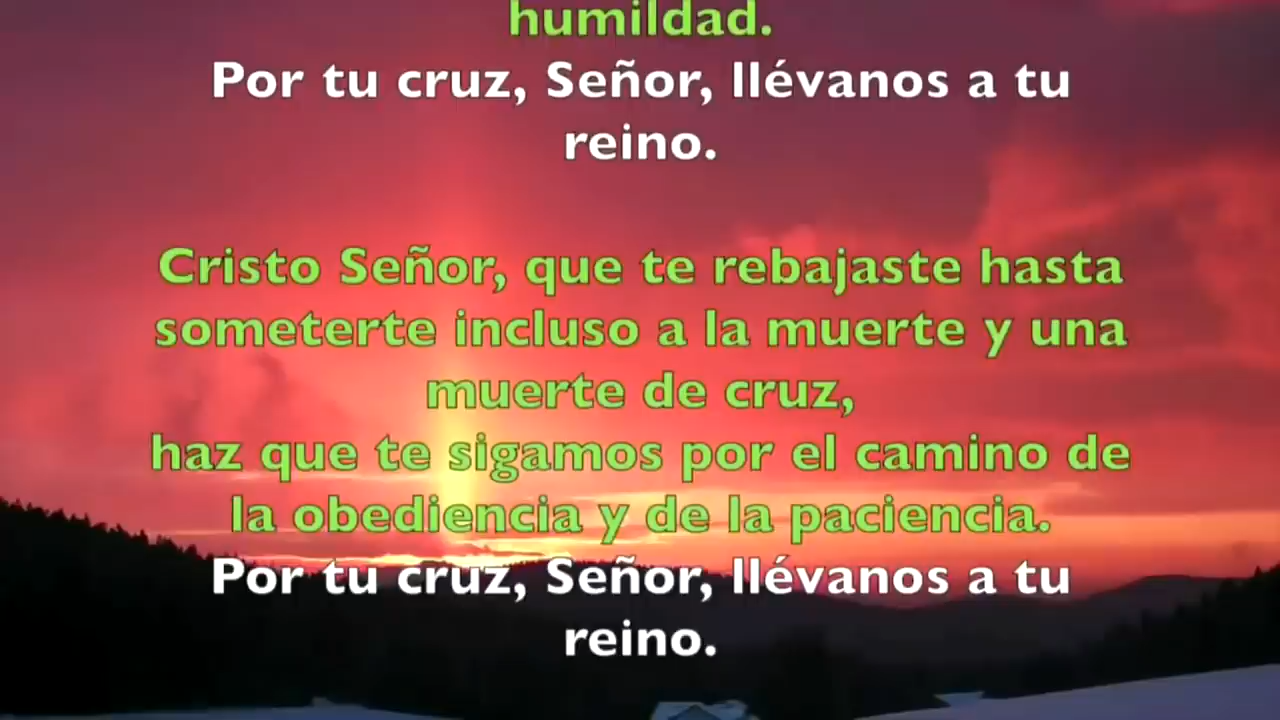 humildad.
Por tu cruz, Señor, llévanos a tu
reino.
Cristo Señor, que te rebajaste hasta
someterte incluso a la muerte y una
muerte de cruz,
haz que te sigamos por el camino de
la obediencia y de la paciencia.
Por tu cruz, Señor, llévanos a tu
reino.